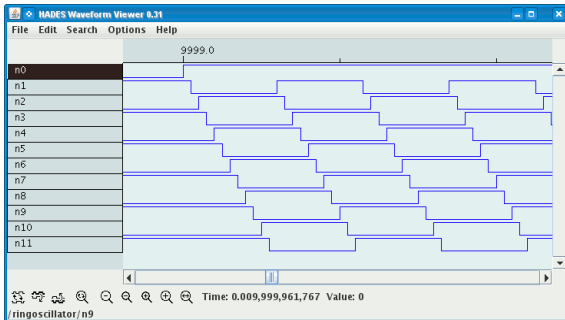 HADES Waveform Viewer 0.31
File Edit Search Options Help
9999.0
n0
n1
n2
n3
n4
n5
n6
n7
n8
n9
n10
n11
Time: 0.009,999,961,767 Value: 0
/ringoscillator/n9